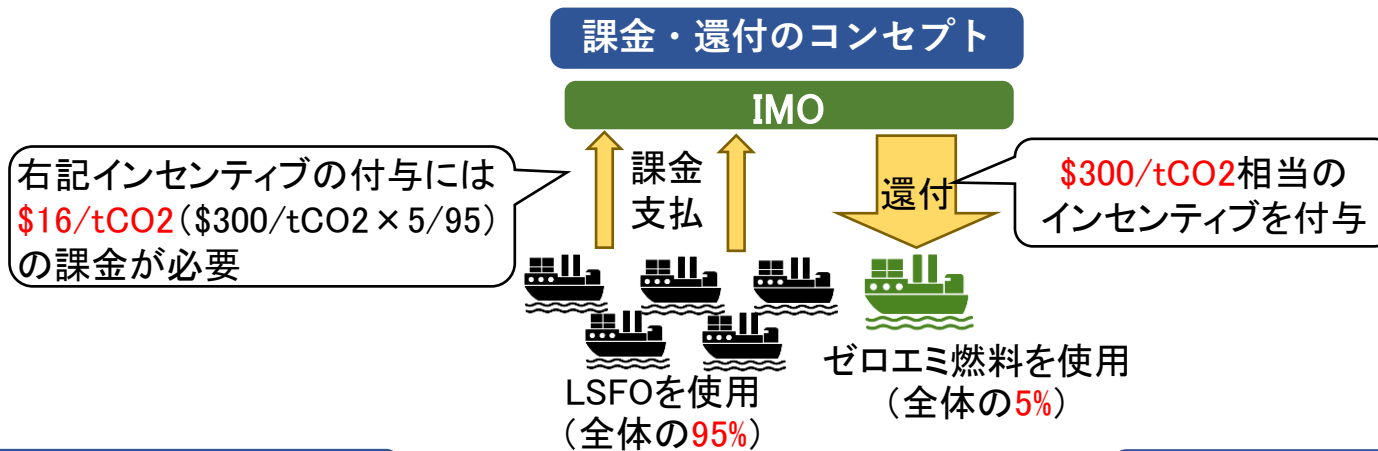 課金・還付のコンセプト
IMO
右記インセンティブの付与には
$16/tCO2($300/tCO2×5/95)
の課金が必要
課金
支払
還付
$300/tCO2相当の
インセンティブを付与
LSFOを使用
(全体の95%)
ゼロエミ燃料を使用
(全体の5%)